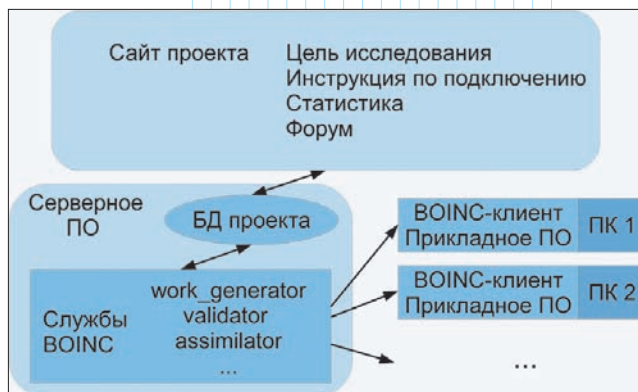 Сайт проекта
Цель исследования
Инструкция по подключению
Статистика
Форум
Серверное
ПО
БД проекта
Службы
BOINC
work_generator
validator
assimilator
...
BOINC-клиент
Прикладное ПО
ПК 1
BOINC-клиент
Прикладное ПО
ПК 2
...